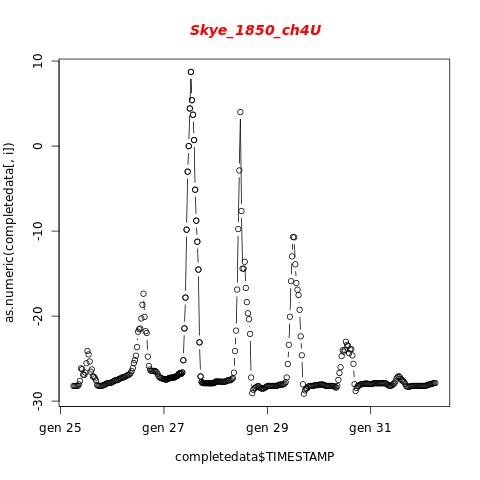 Skye_1850_ch4U
as.numeric(completedata[, i])
10
0
-10
-20
-30
gen 25
gen 27
gen 29
gen 31
completedata$TIMESTAMP